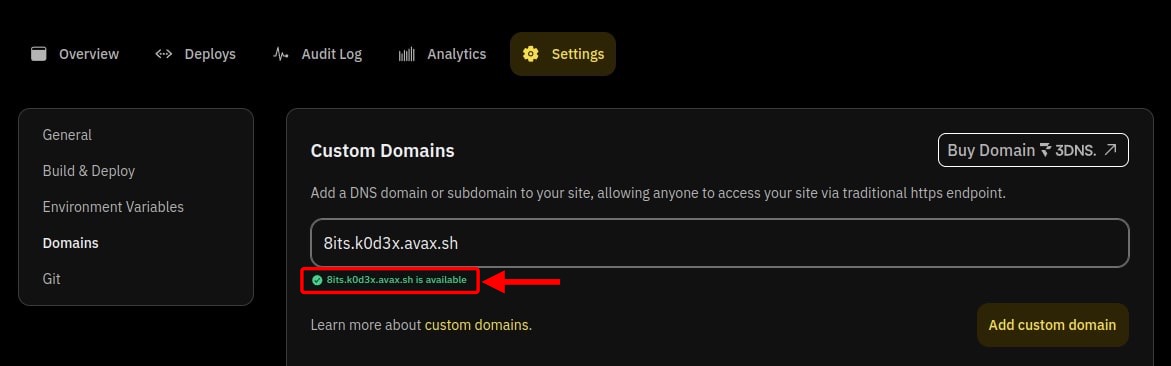 Overview Deploys Audit Log Analytics Settings
General
Build & Deploy
Environment Variables
Domains
Git
Custom Domains
Buy Domain 3DNS.
Add a DNS domain or subdomain to your site, allowing anyone to access your site via traditional https endpoint.
8its.k0d3x.avax.sh
8its.k0d3x.avax.sh is available
Learn more about custom domains.
Add custom domain